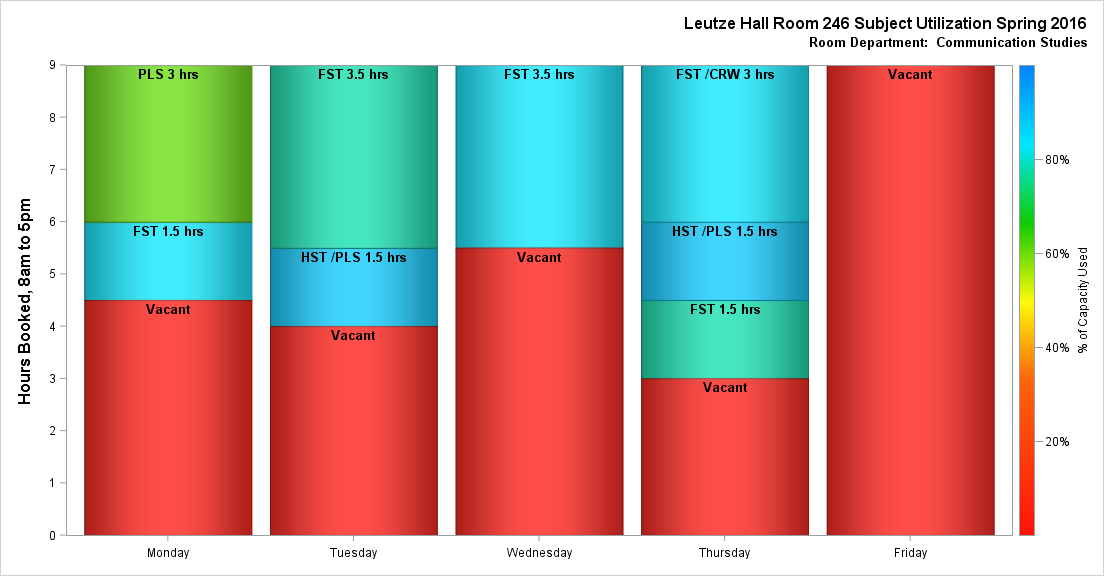 Leutze Hall Room 246 Subject Utilization Spring 2016
Room Department:  Communication Studies
Hours Booked, 8am to 5pm
9
8
7
6
5
4
3
2
1
0
PLS 3 hrs
FST 1.5 hrs
Vacant
FST 3.5 hrs
HST /PLS 1.5 hrs
Vacant
FST 3.5 hrs
Vacant
FST /CRW 3 hrs
HST /PLS 1.5 hrs
FST 1.5 hrs
Vacant
Vacant
Monday
Tuesday
Wednesday
Thursday
Friday
80%
60%
40%
20%
% of Capacity Used